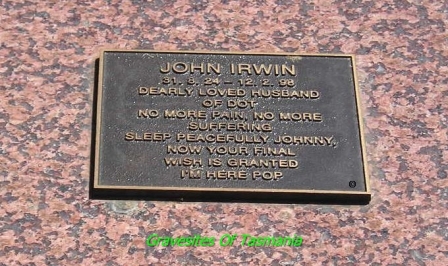 JOHN IRWIN
31. 8. 24 – 12. 2. 98
DEARLY LOVED HUSBAND
OF DOT
NO MORE PAIN, NO MORE
SUFFERING
SLEEP PEACEFULLY JOHNNY,
NOW YOUR FINAL
WISH IS GRANTED
I'M HERE POP
Gravesites Of Tasmania